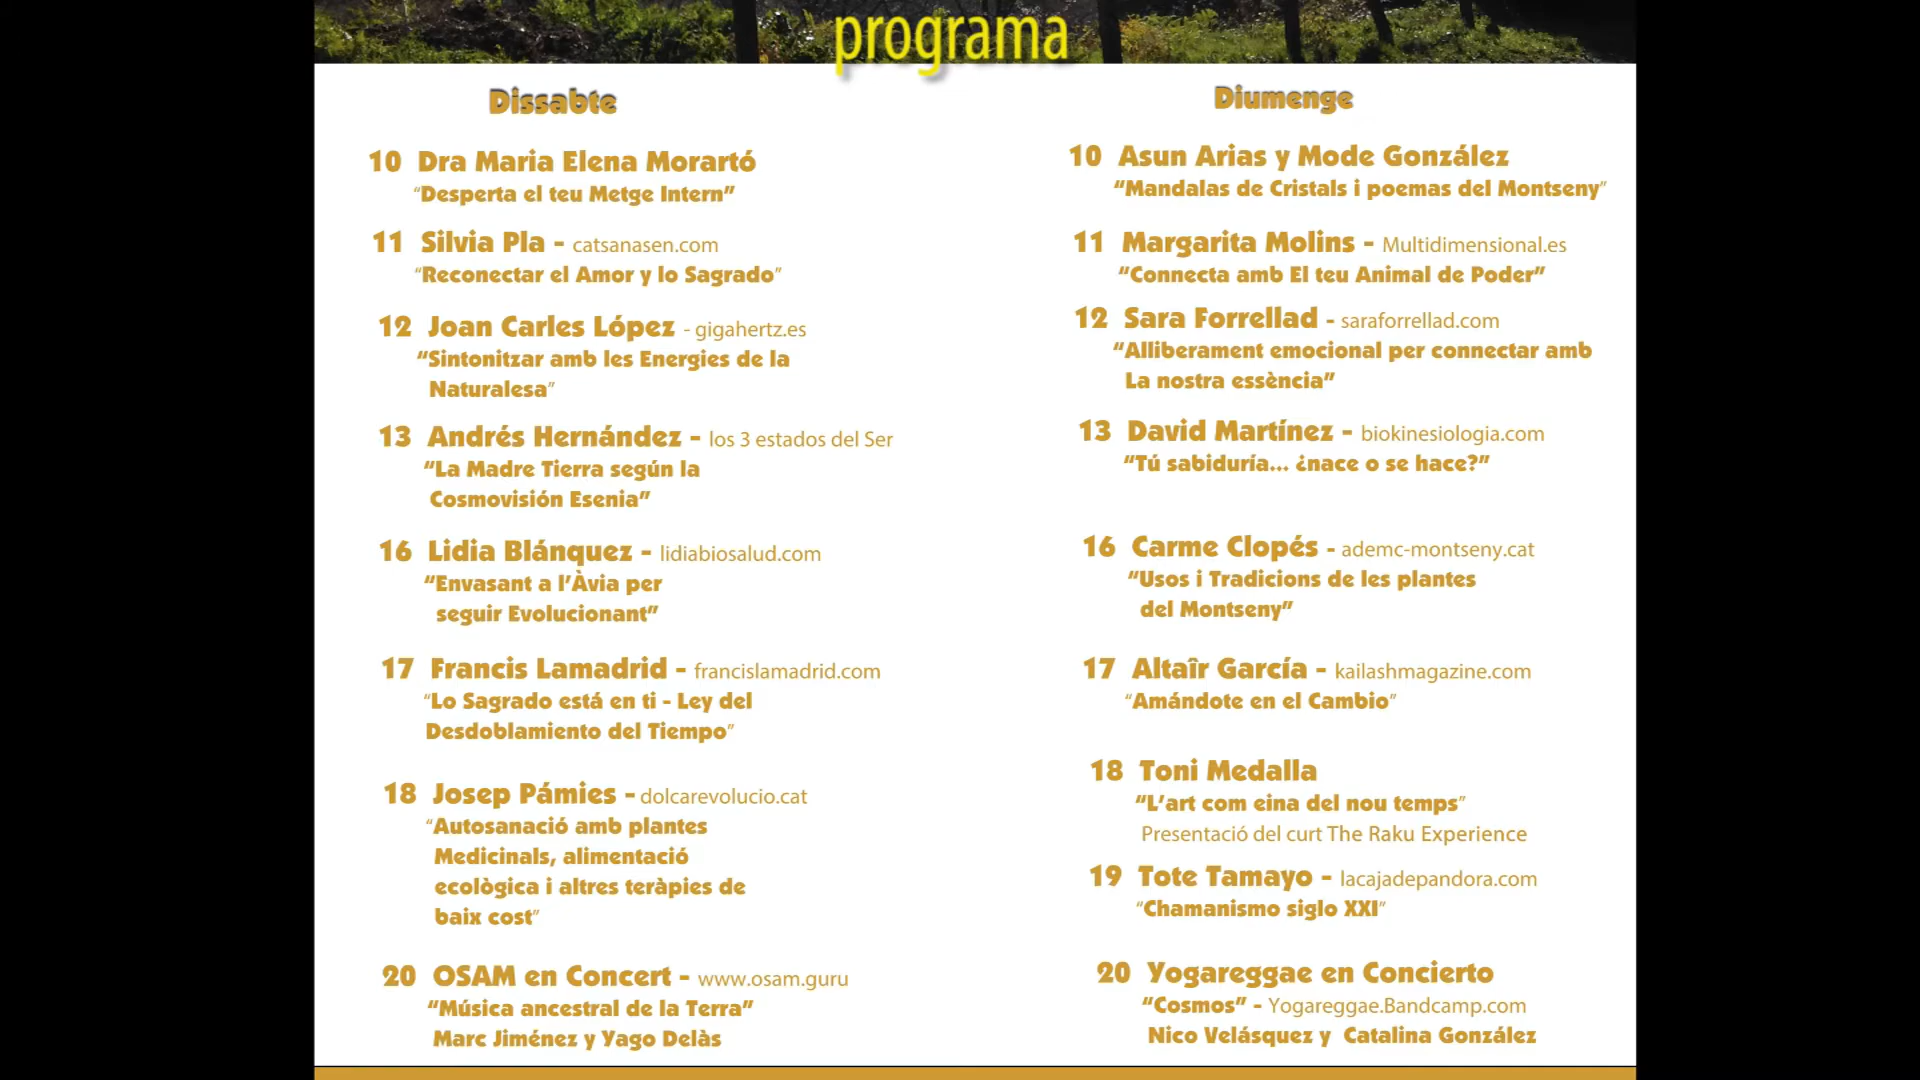 programa
Dissabte
10 Dra Maria Elena Morartó
“Desperta el teu Metge Intern”
11 Silvia Pla - catsanasen.com
“Reconectar el Amor y lo Sagrado”
12 Joan Carles López - gigahertz.es
“Sintonitzar amb les Energies de la
Naturalesa”
13 Andrés Hernández - los 3 estados del Ser
“La Madre Tierra según la
Cosmovisión Esenia”
16 Lidia Blánquez - lidiabiosalud.com
“Envasant a l’Àvia per
seguir Evolucionant”
17 Francis Lamadrid - francislamadrid.com
“Lo Sagrado está en ti - Ley del
Desdoblamiento del Tiempo”
18 Josep Pámies - dolcarevolucio.cat
“Autosanació amb plantes
Medicinals, alimentació
ecològica i altres teràpies de
baix cost”
20 OSAM en Concert - www.osam.guru
“Música ancestral de la Terra”
Marc Jiménez y Yago Delàs
Diumenge
10 Asun Arias y Mode González
“Mandalas de Cristals i poemas del Montseny”
11 Margarita Molins - Multidimensional.es
“Connecta amb El teu Animal de Poder”
12 Sara Forrellad - saraforrellad.com
“Alliberament emocional per connectar amb
La nostra essència”
13 David Martínez - biokinesiologia.com
“Tú sabiduría... ¿nace o se hace?”
16 Carme Clopés - ademc-montseny.cat
“Usos i Tradicions de les plantes
del Montseny”
17 Altaîr García - kailashmagazine.com
“Amándote en el Cambio”
18 Toni Medalla
“L’art com eina del nou temps”
Presentació del curt The Raku Experience
19 Tote Tamayo - lacajadepandora.com
“Chamanismo siglo XXI”
20 Yogareggae en Concierto
“Cosmos” - Yogareggae.Bandcamp.com
Nico Velásquez y Catalina González